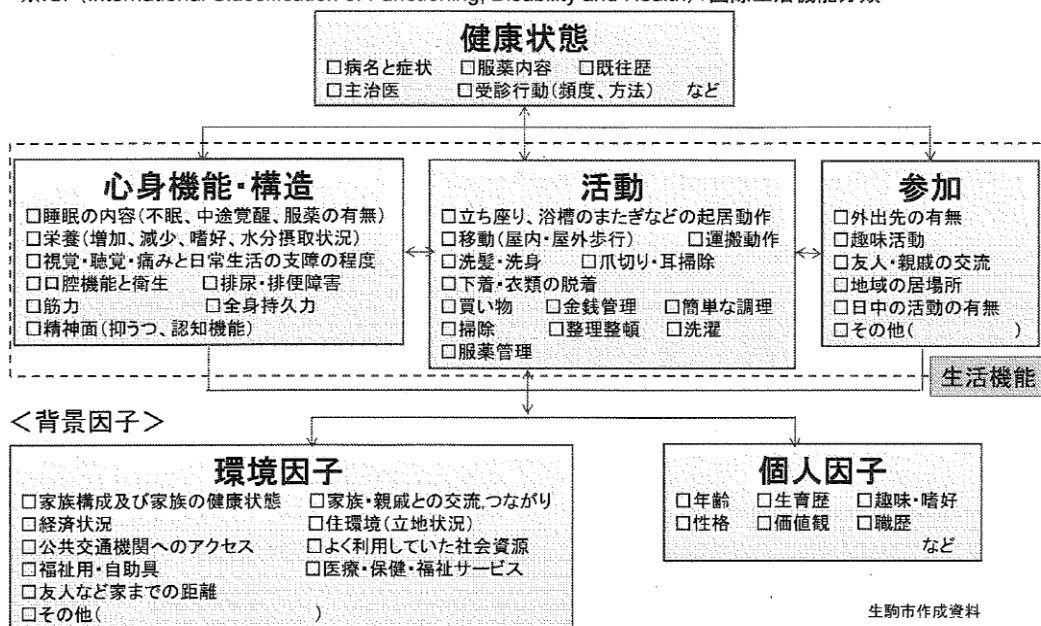 (International Classification of Functioning, Disability and Health)
健康状態
□病名と症状 □服薬内容 □既往歴
□主治医 □受診行動(頻度、方法) など
心身機能・構造
□睡眠の内容(不眠、中途覚醒、服薬の有無)
□栄養(増加、減少、嗜好、水分摂取状況)
□視覚・聴覚・痛みと日常生活の支障の程度
□口腔機能と衛生 □排尿・排便障害
□筋力 □全身持久力
□精神面(抑うつ、認知機能)
活動
□立ち座り、浴槽のまたぎなどの起居動作
□移動(屋内・屋外歩行) □運搬動作
□洗髪・洗身 □爪切り・耳掃除
□下着・衣類の脱着
□買い物 □金銭管理 □簡単な調理
□掃除 □整理整頓 □洗濯
□服薬管理
参加
□外出先の有無
□趣味活動
□友人・親戚の交流
□地域の居場所
□日中の活動の有無
□その他( )
生活機能
<背景因子>
環境因子
□家族構成及び家族の健康状態 □家族・親戚との交流,つながり
□経済状況 □住環境(立地状況)
□公共交通機関へのアクセス □よく利用していた社会資源
□福祉用・自助具 □医療・保健・福祉サービス
□友人など家までの距離
□その他( )
個人因子
□年齢 □生育歴 □趣味・嗜好
□性格 □価値観 □職歴
など
生駒市作成資料